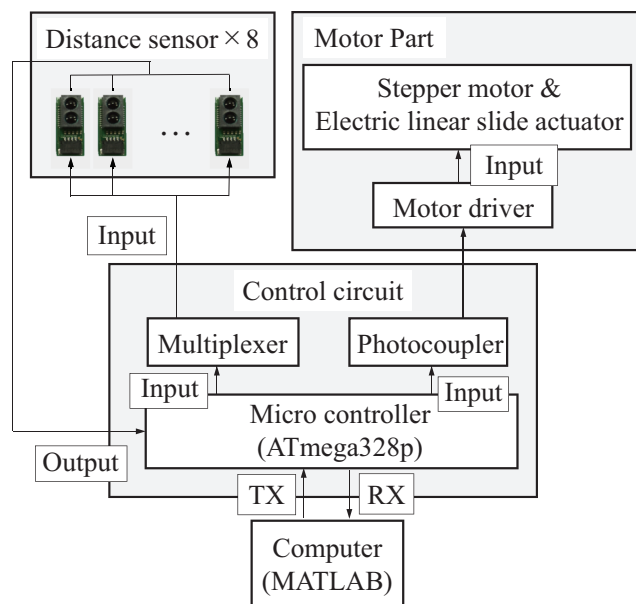 Distance sensor × 8
...
Input
Output
Motor Part
Stepper motor &
Electric linear slide actuator
Input
Motor driver
Control circuit
Multiplexer
Photocoupler
Input
Input
Micro controller
(ATmega328p)
TX
RX
Computer
(MATLAB)